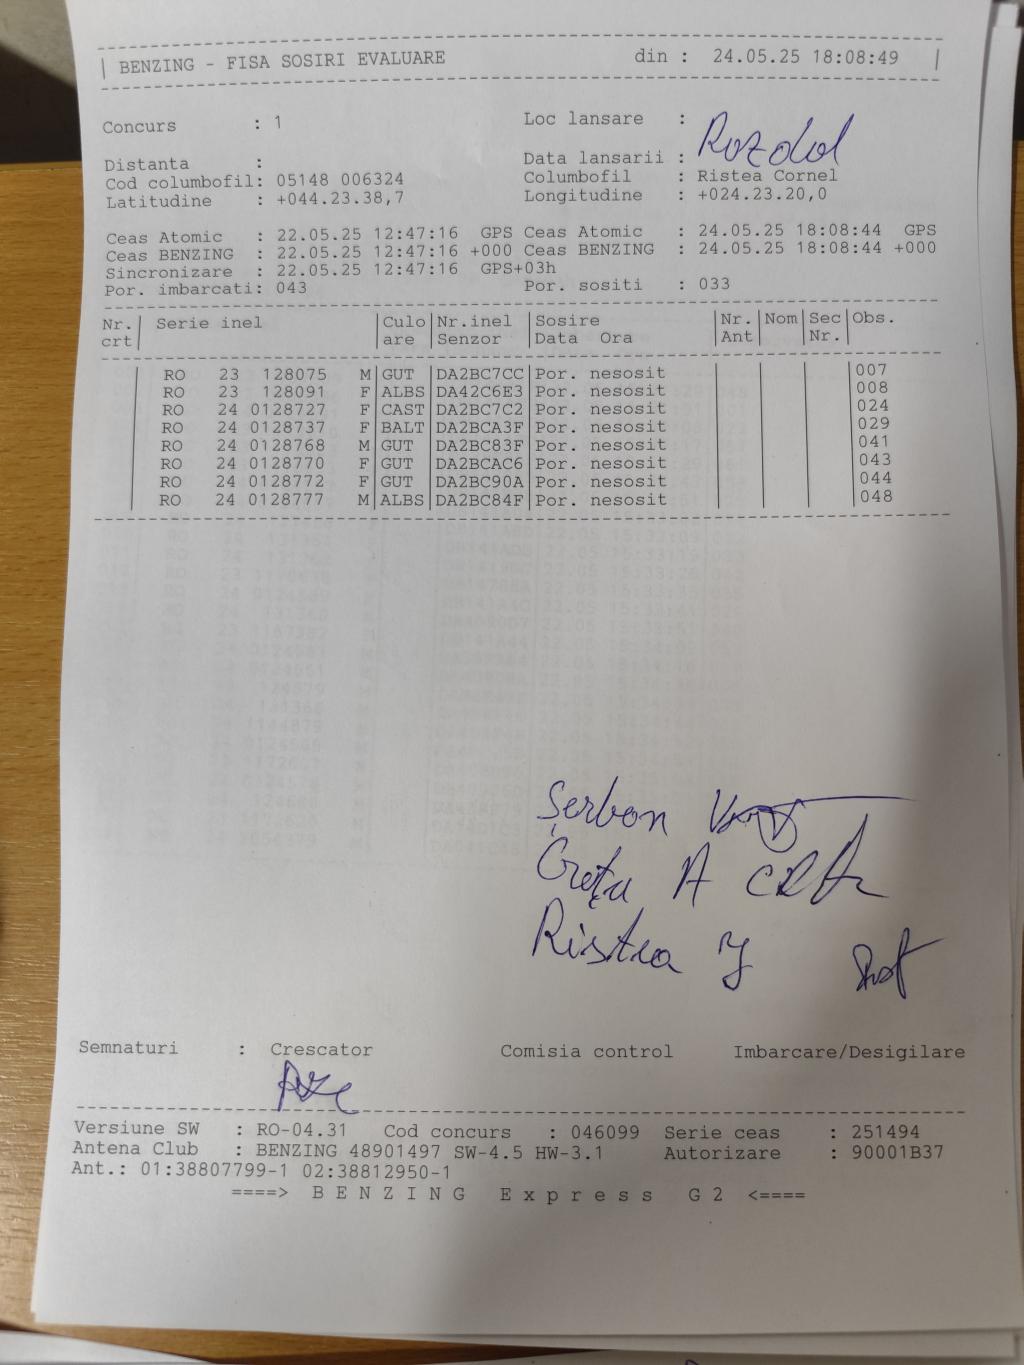 BENZING - FISA SOSIRI EVALUARE din : 24.05.25 18:08:49
Concurs : 1 Loc lansare : Rozdol
Distanta : Data lansarii :
Cod columbofil: 05148 006324 Columbofil : Ristea Cornel
Latitudine : +044.23.38,7 Longitudine : +024.23.20,0
Ceas Atomic : 22.05.25 12:47:16 GPS Ceas Atomic : 24.05.25 18:08:44 GPS
Ceas BENZING : 22.05.25 12:47:16 +000 Ceas BENZING : 24.05.25 18:08:44 +000
Sincronizare : 22.05.25 12:47:16 GPS+03h
Por. imbarcati: 043 Por. sositi : 033
Nr. Serie inel Culo Nr.inel Sosire Nr. Nom Sec Obs.
crt are Senzor Data Ora Ant Nr.
RO 23 128075 M GUT DA2BC7CC Por. nesosit 007
RO 23 128091 F ALBS DA42C6E3 Por. nesosit 008
RO 24 0128727 F CAST DA2BC7C2 Por. nesosit 024
RO 24 0128737 F BALT DA2BCA3F Por. nesosit 029
RO 24 0128768 M GUT DA2BC83F Por. nesosit 041
RO 24 0128770 F GUT DA2BCAC6 Por. nesosit 043
RO 24 0128772 F GUT DA2BC90A Por. nesosit 044
RO 24 0128777 M ALBS DA2BC84F Por. nesosit 048
Șerban
Crețu A
Ristea J
Semnaturi : Crescator Comisia control Imbarcare/Desigilare
Versiune SW : RO-04.31 Cod concurs : 046099 Serie ceas : 251494
Antena Club : BENZING 48901497 SW-4.5 HW-3.1 Autorizare : 90001B37
Ant.: 01:38807799-1 02:38812950-1
====> B E N Z I N G E x p r e s s G 2 <====